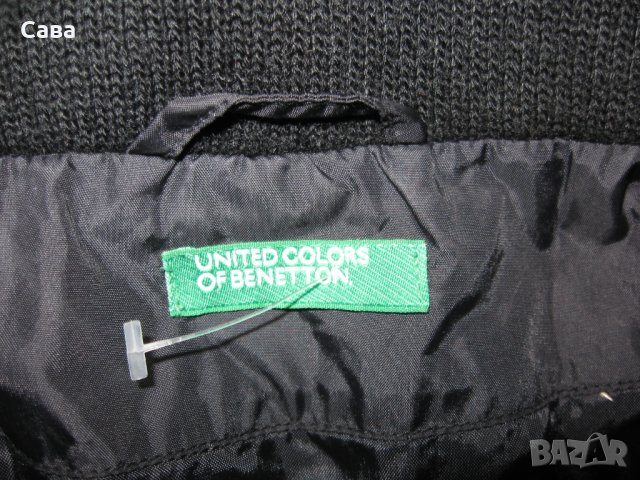 Сава
UNITED COLORS
OF BENETTON.
BAZAR